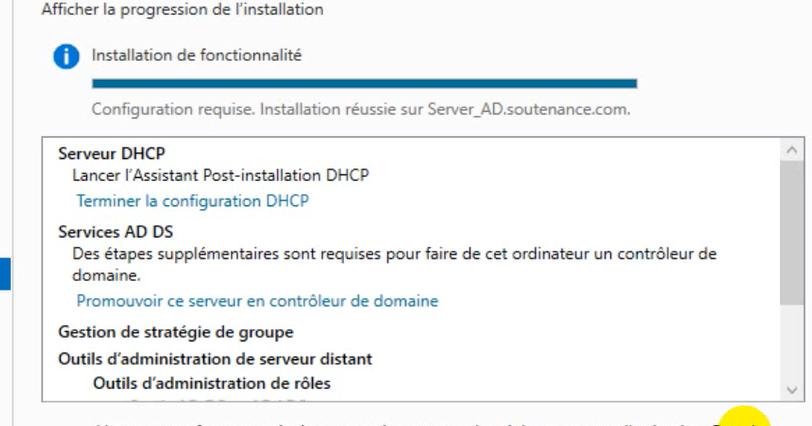 Afficher la progression de l'installation
Installation de fonctionnalité
Configuration requise. Installation réussie sur Server_AD.soutenance.com.
Serveur DHCP
Lancer l'Assistant Post-installation DHCP
Terminer la configuration DHCP
Services AD DS
Des étapes supplémentaires sont requises pour faire de cet ordinateur un contrôleur de
domaine.
Promouvoir ce serveur en contrôleur de domaine
Gestion de stratégie de groupe
Outils d'administration de serveur distant
Outils d'administration de rôles